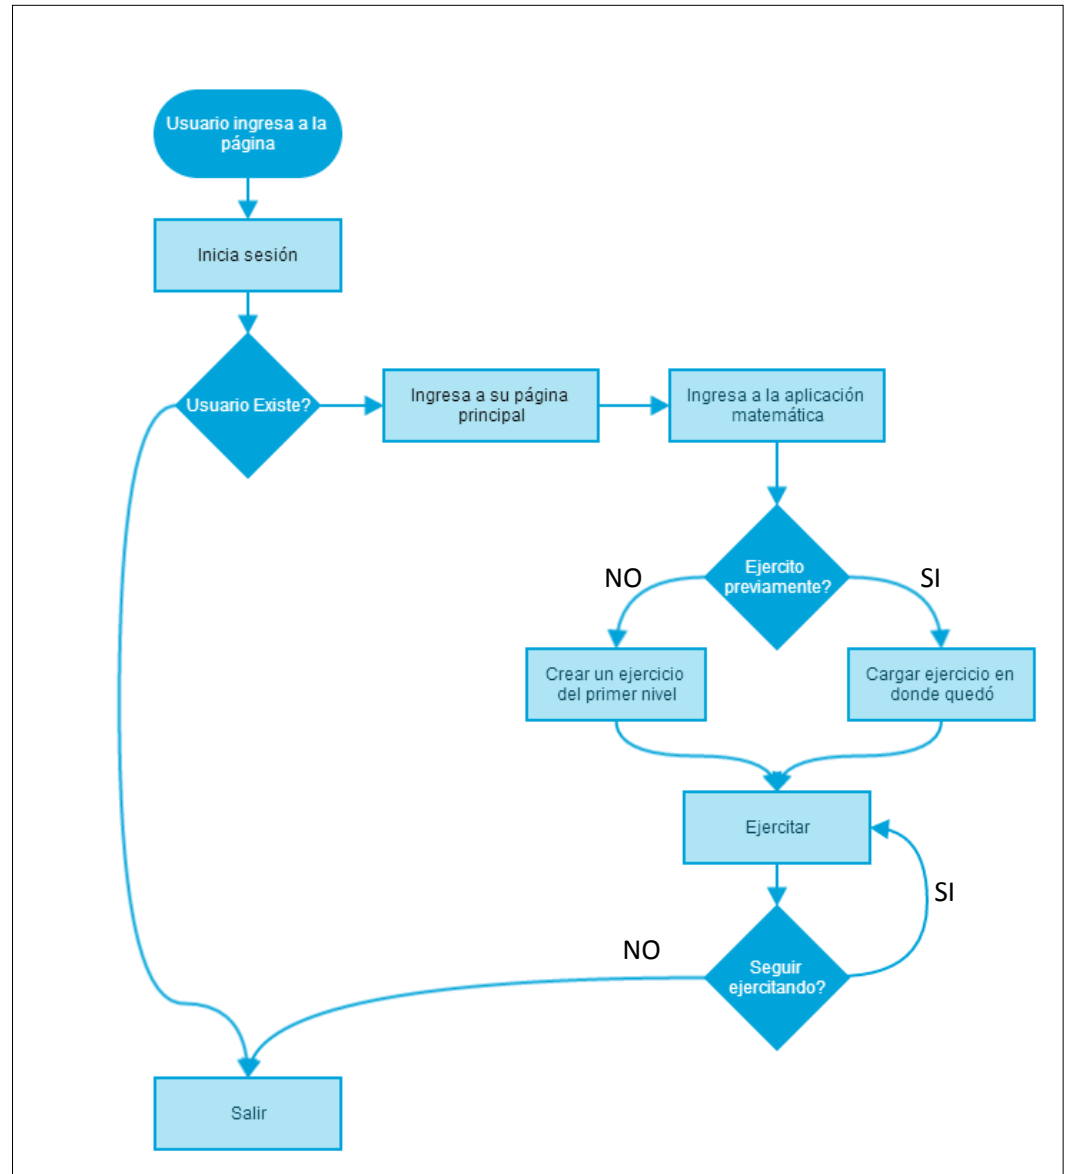 Usuario ingresa a la
página
Inicia sesión
Usuario Existe?
Ingresa a su página
principal
Ingresa a la aplicación
matemática
Ejercito
previamente?
NO
SI
Crear un ejercicio
del primer nivel
Cargar ejercicio en
donde quedó
Ejercitar
SI
NO
Seguir
ejercitando?
Salir